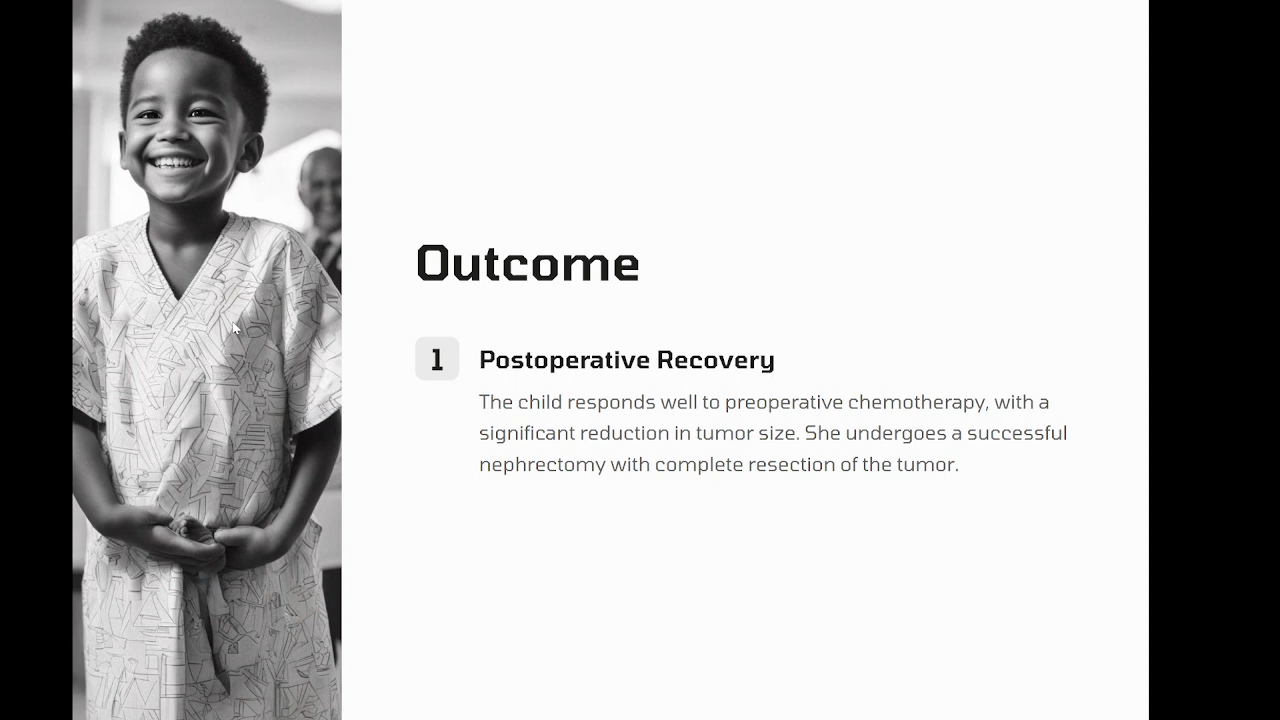 Outcome
1
Postoperative Recovery
The child responds well to preoperative chemotherapy, with a
significant reduction in tumor size. She undergoes a successful
nephrectomy with complete resection of the tumor.